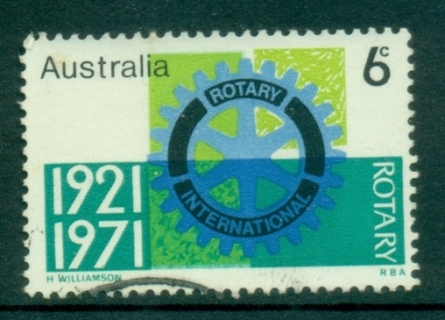 Australia
6c
ROTARY
INTERNATIONAL
1921
1971
ROTARY
H WILLIAMSON
RBA